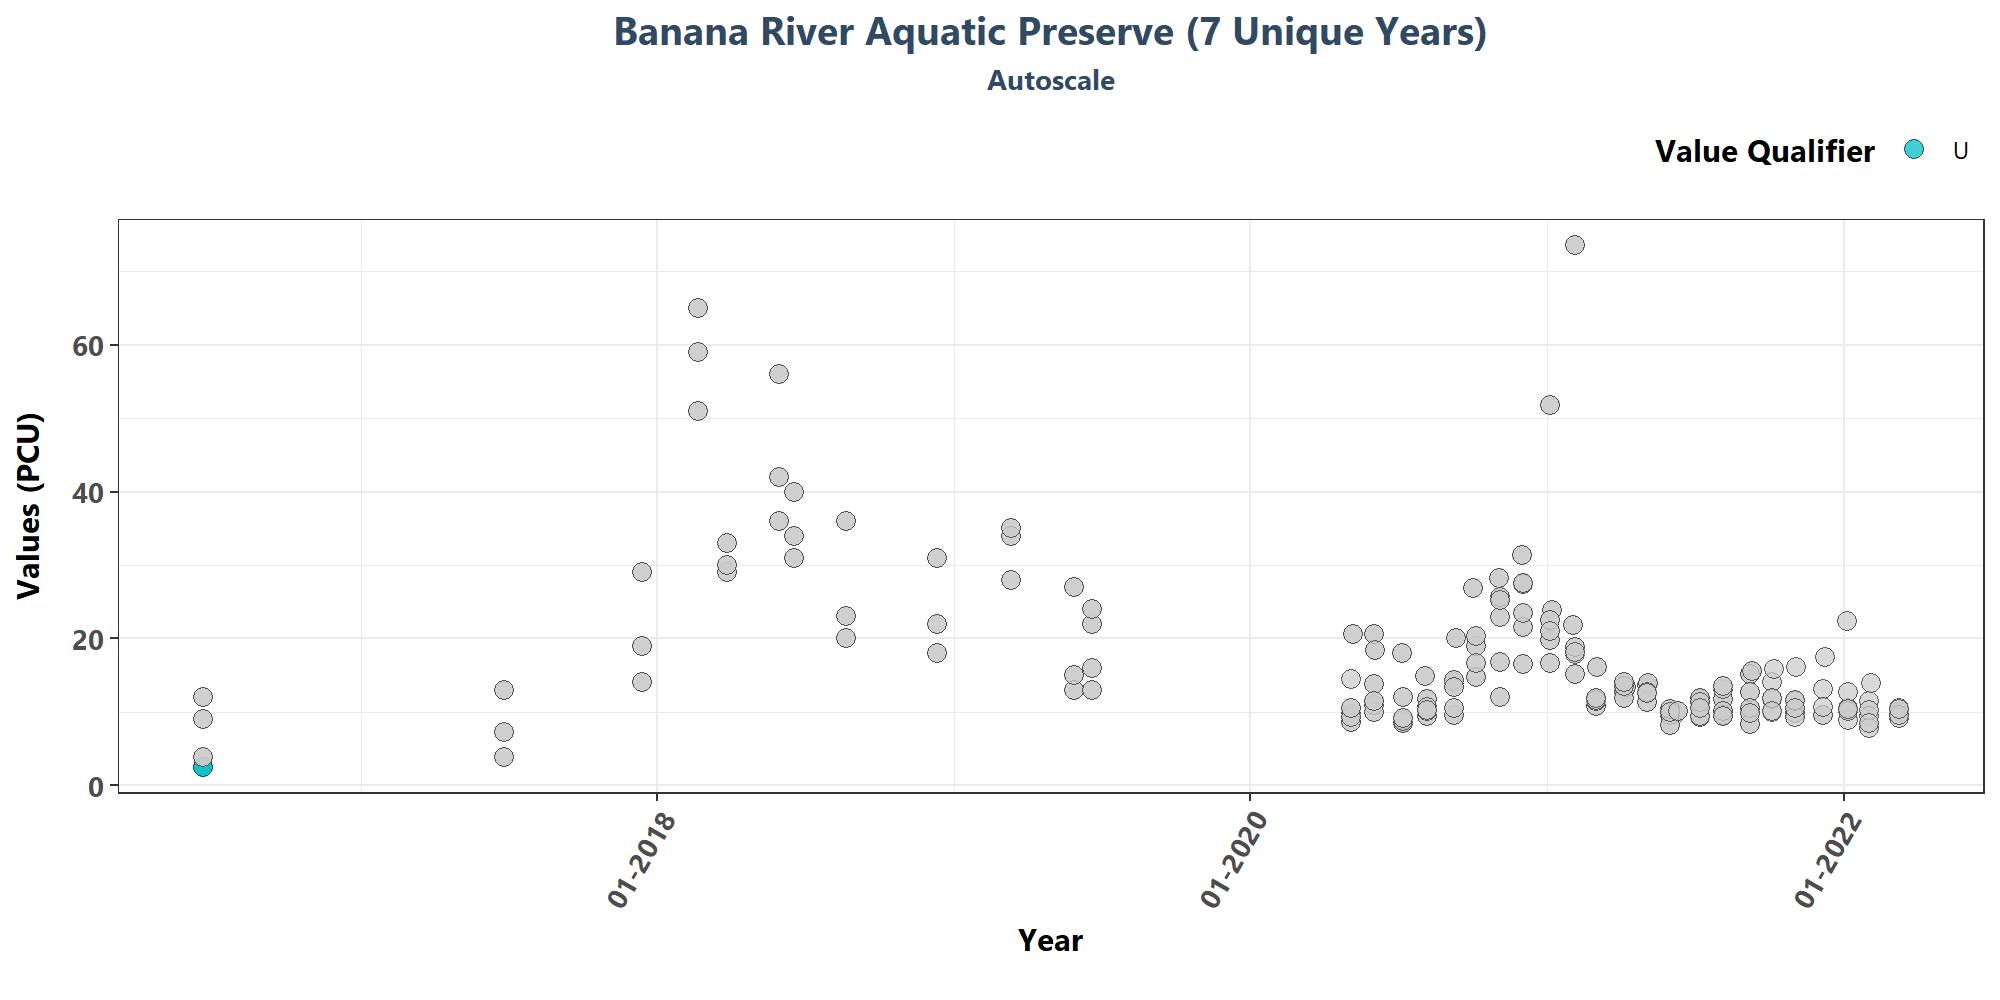 Banana River Aquatic Preserve (7 Unique Years)
Autoscale
Value Qualifier U
Values (PCU)
60
40
20
0
01-2018
01-2020
01-2022
Year